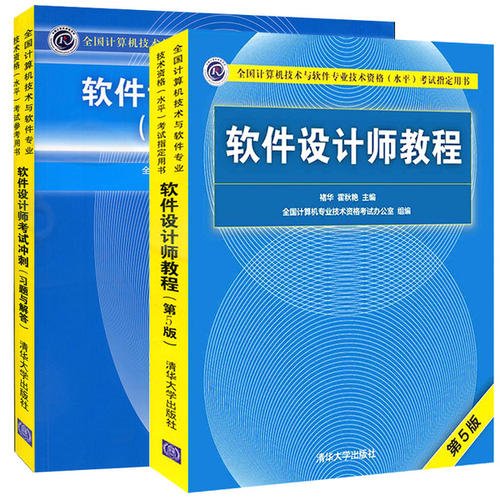 全国计算机技术与软件专业
技术资格(水平)考试参考用书
软件设计师考试冲刺(习题与解答)
清华大学出版社
全国计算机技术
软件
(
全
全国计算机技术与软件专业
技术资格(水平)考试指定用书
软件设计师教程(第5版)
清华大学出版社
全国计算机技术与软件专业技术资格(水平)考试指定用书
软件设计师教程
褚华 霍秋艳 主编
全国计算机专业技术资格考试办公室 组编
清华大学出版社
第5版